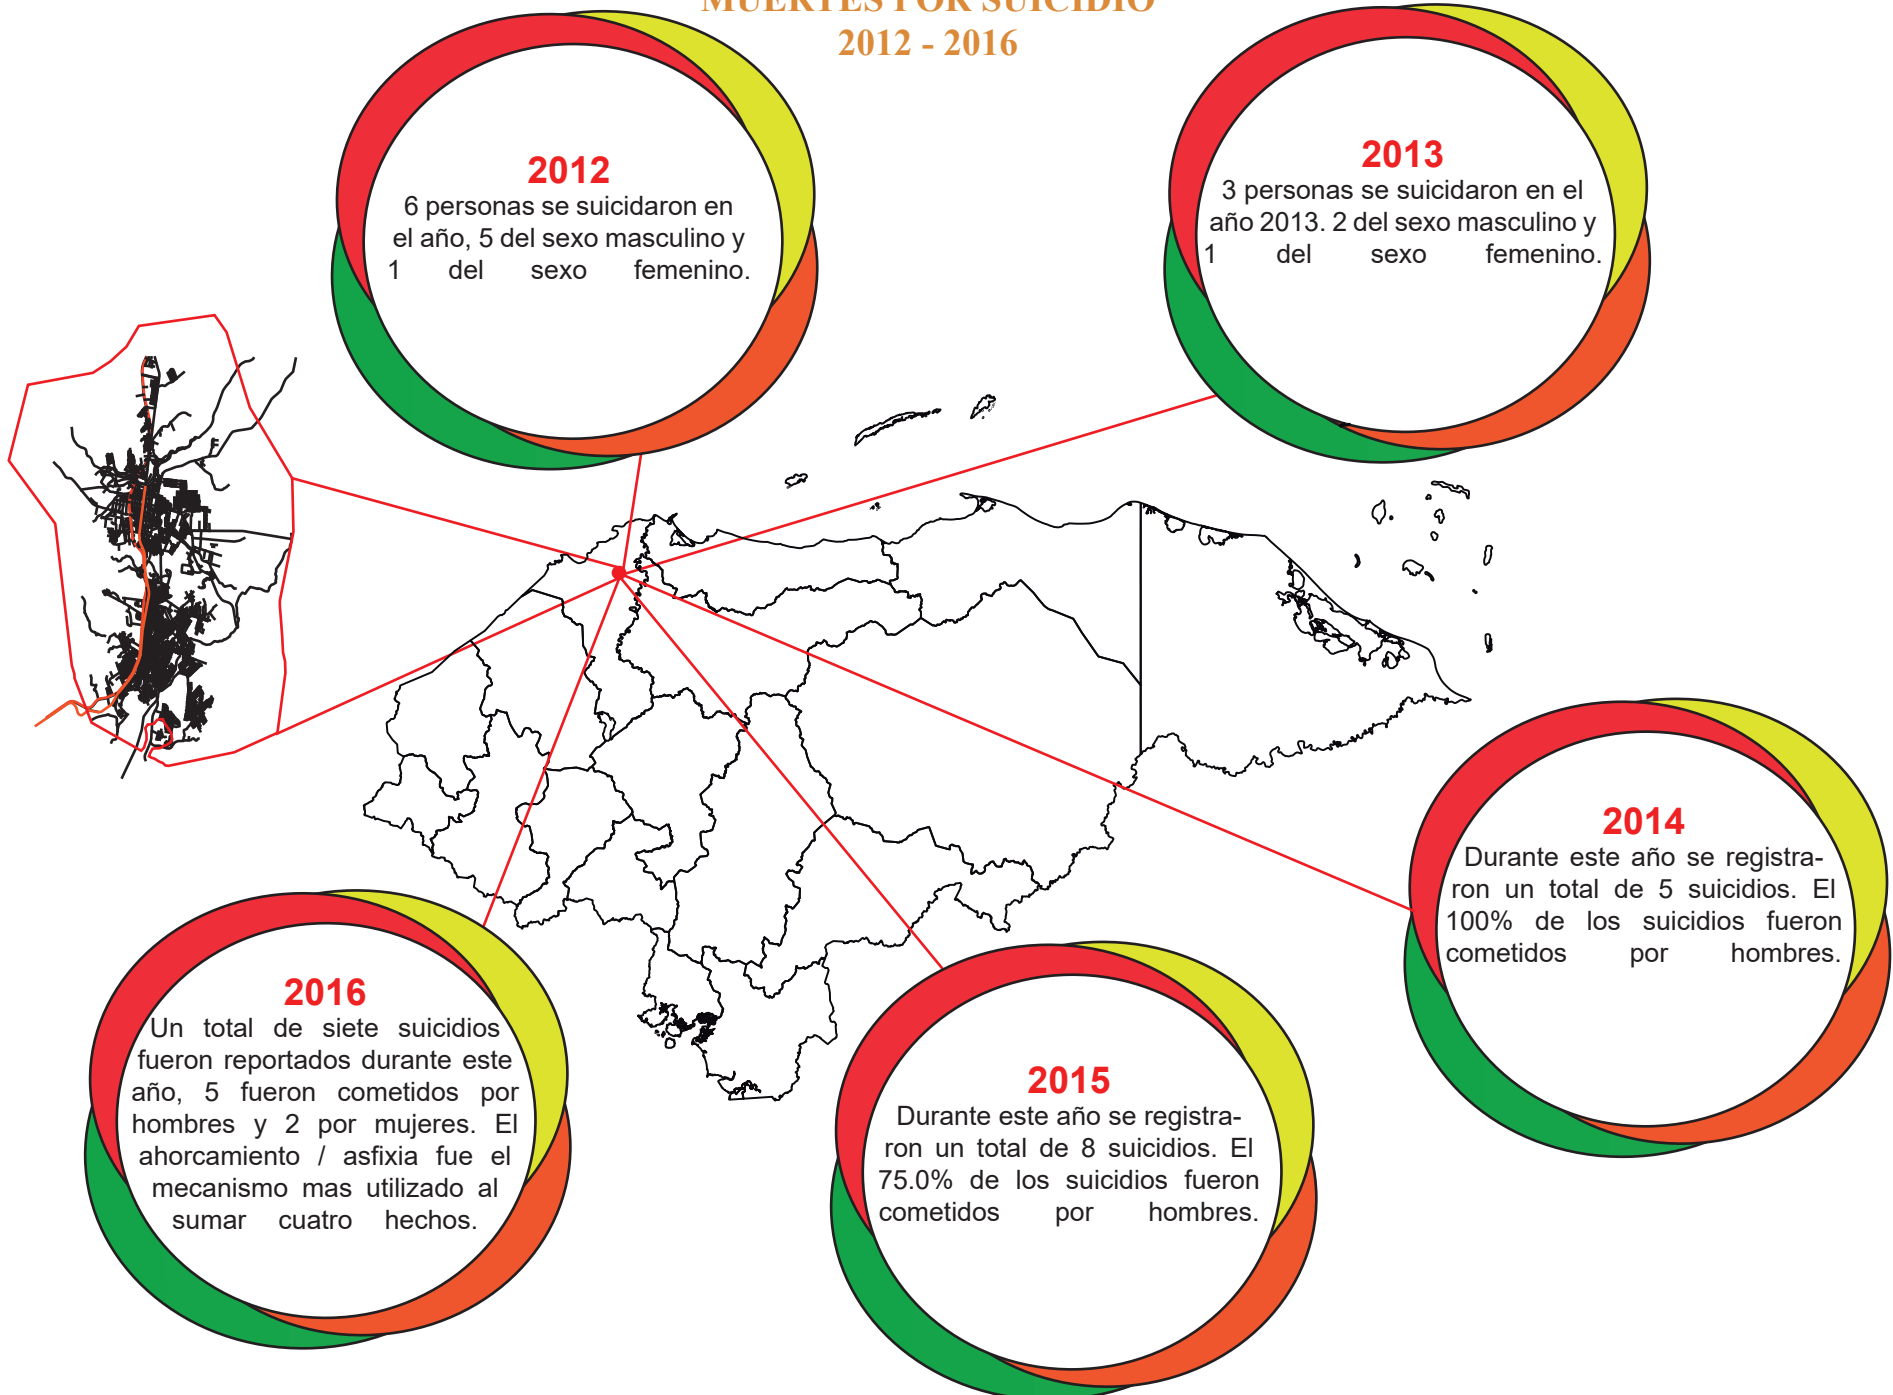 MUERTES POR SUICIDIO
2012 - 2016
2012
6 personas se suicidaron en
el año, 5 del sexo masculino y
1 del sexo femenino.
2013
3 personas se suicidaron en el
año 2013. 2 del sexo masculino y
1 del sexo femenino.
2014
Durante este año se registra-
ron un total de 5 suicidios. El
100% de los suicidios fueron
cometidos por hombres.
2016
Un total de siete suicidios
fueron reportados durante este
año, 5 fueron cometidos por
hombres y 2 por mujeres. El
ahorcamiento / asfixia fue el
mecanismo mas utilizado al
sumar cuatro hechos.
2015
Durante este año se registra-
ron un total de 8 suicidios. El
75.0% de los suicidios fueron
cometidos por hombres.